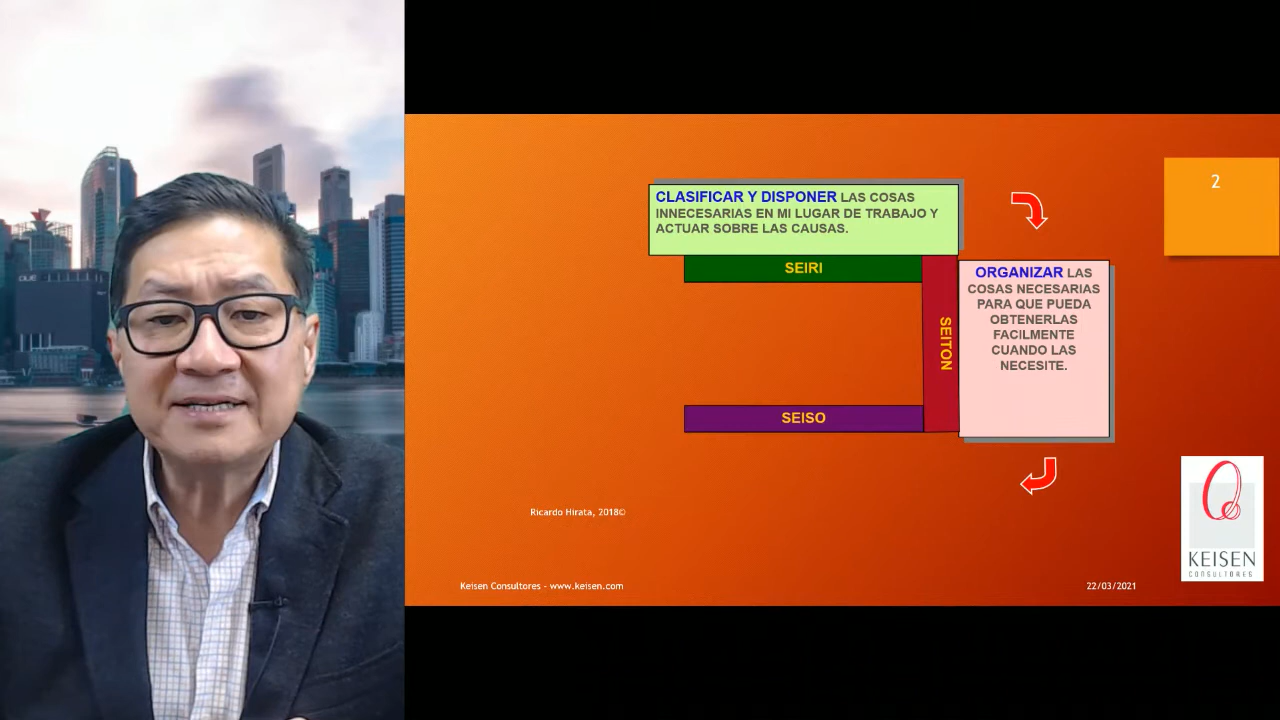 2
CLASIFICAR Y DISPONER LAS COSAS
INNECESARIAS EN MI LUGAR DE TRABAJO Y
ACTUAR SOBRE LAS CAUSAS.
SEIRI
ORGANIZAR LAS
COSAS NECESARIAS
PARA QUE PUEDA
OBTENERLAS
FACILMENTE
CUANDO LAS
NECESITE.
SEITON
SEISO
Ricardo Hirata, 2018©
KEISEN
CONSULTORES
Keisen Consultores - www.keisen.com
22/03/2021